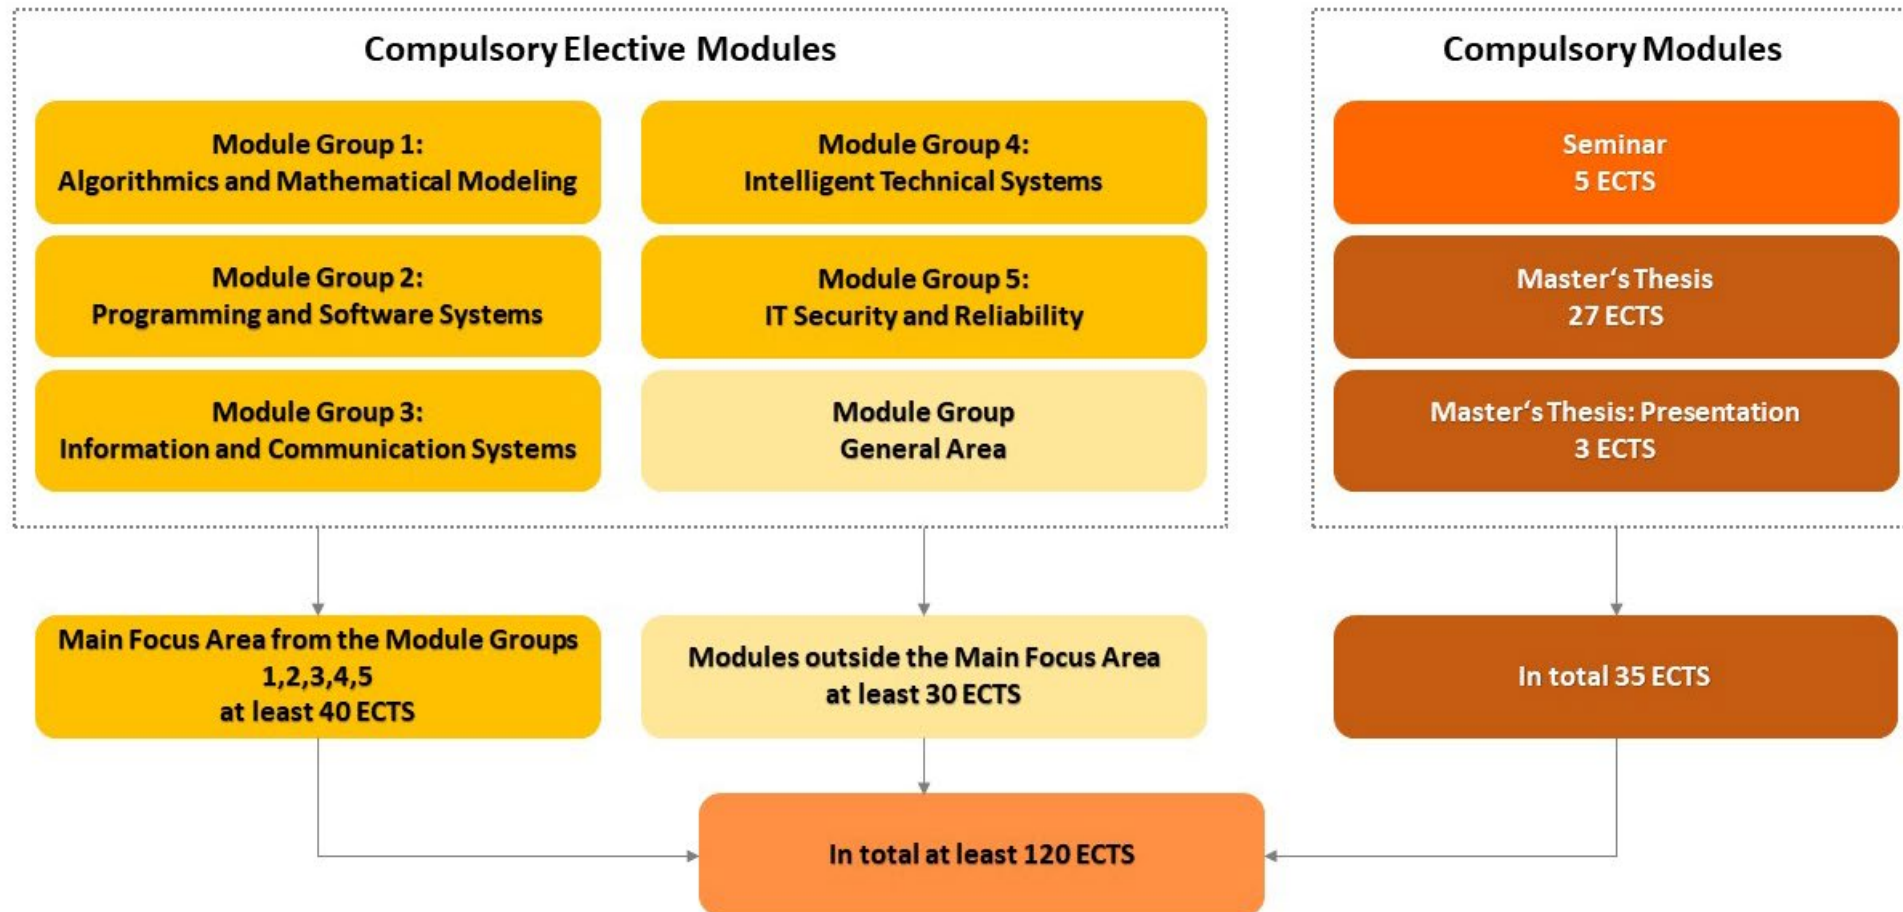 Compulsory Elective Modules
Module Group 1:
Algorithmics and Mathematical Modeling
Module Group 2:
Programming and Software Systems
Module Group 3:
Information and Communication Systems
Module Group 4:
Intelligent Technical Systems
Module Group 5:
IT Security and Reliability
Module Group
General Area
Compulsory Modules
Seminar
5 ECTS
Master‘s Thesis
27 ECTS
Master‘s Thesis: Presentation
3 ECTS
Main Focus Area from the Module Groups
1,2,3,4,5
at least 40 ECTS
Modules outside the Main Focus Area
at least 30 ECTS
In total 35 ECTS
In total at least 120 ECTS